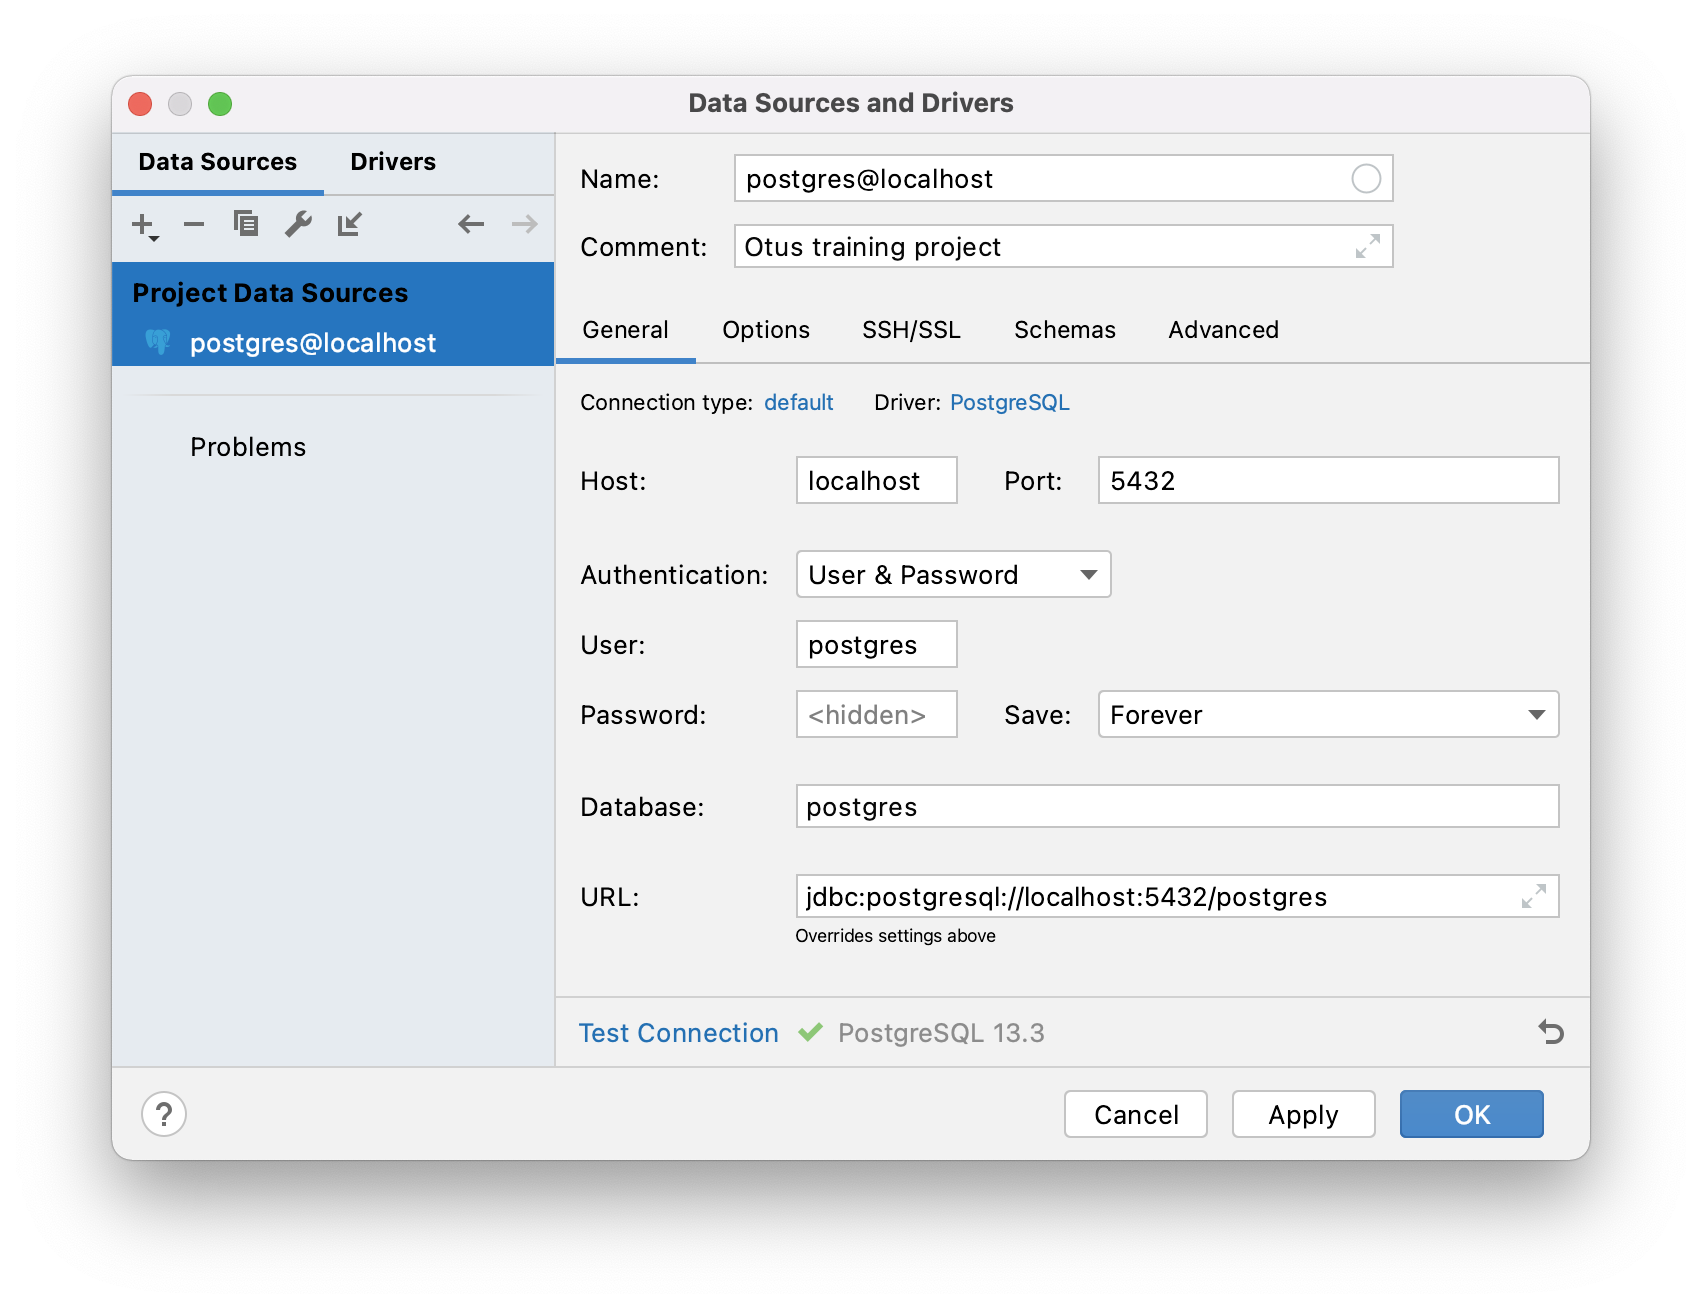 Data Sources and Drivers
Data Sources Drivers
Project Data Sources
postgres@localhost
Problems
Name: postgres@localhost
Comment: Otus training project
General Options SSH/SSL Schemas Advanced
Connection type: default Driver: PostgreSQL
Host: localhost Port: 5432
Authentication: User & Password
User: postgres
Password: <hidden> Save: Forever
Database: postgres
URL: jdbc:postgresql://localhost:5432/postgres
Overrides settings above
Test Connection PostgreSQL 13.3
? Cancel Apply OK